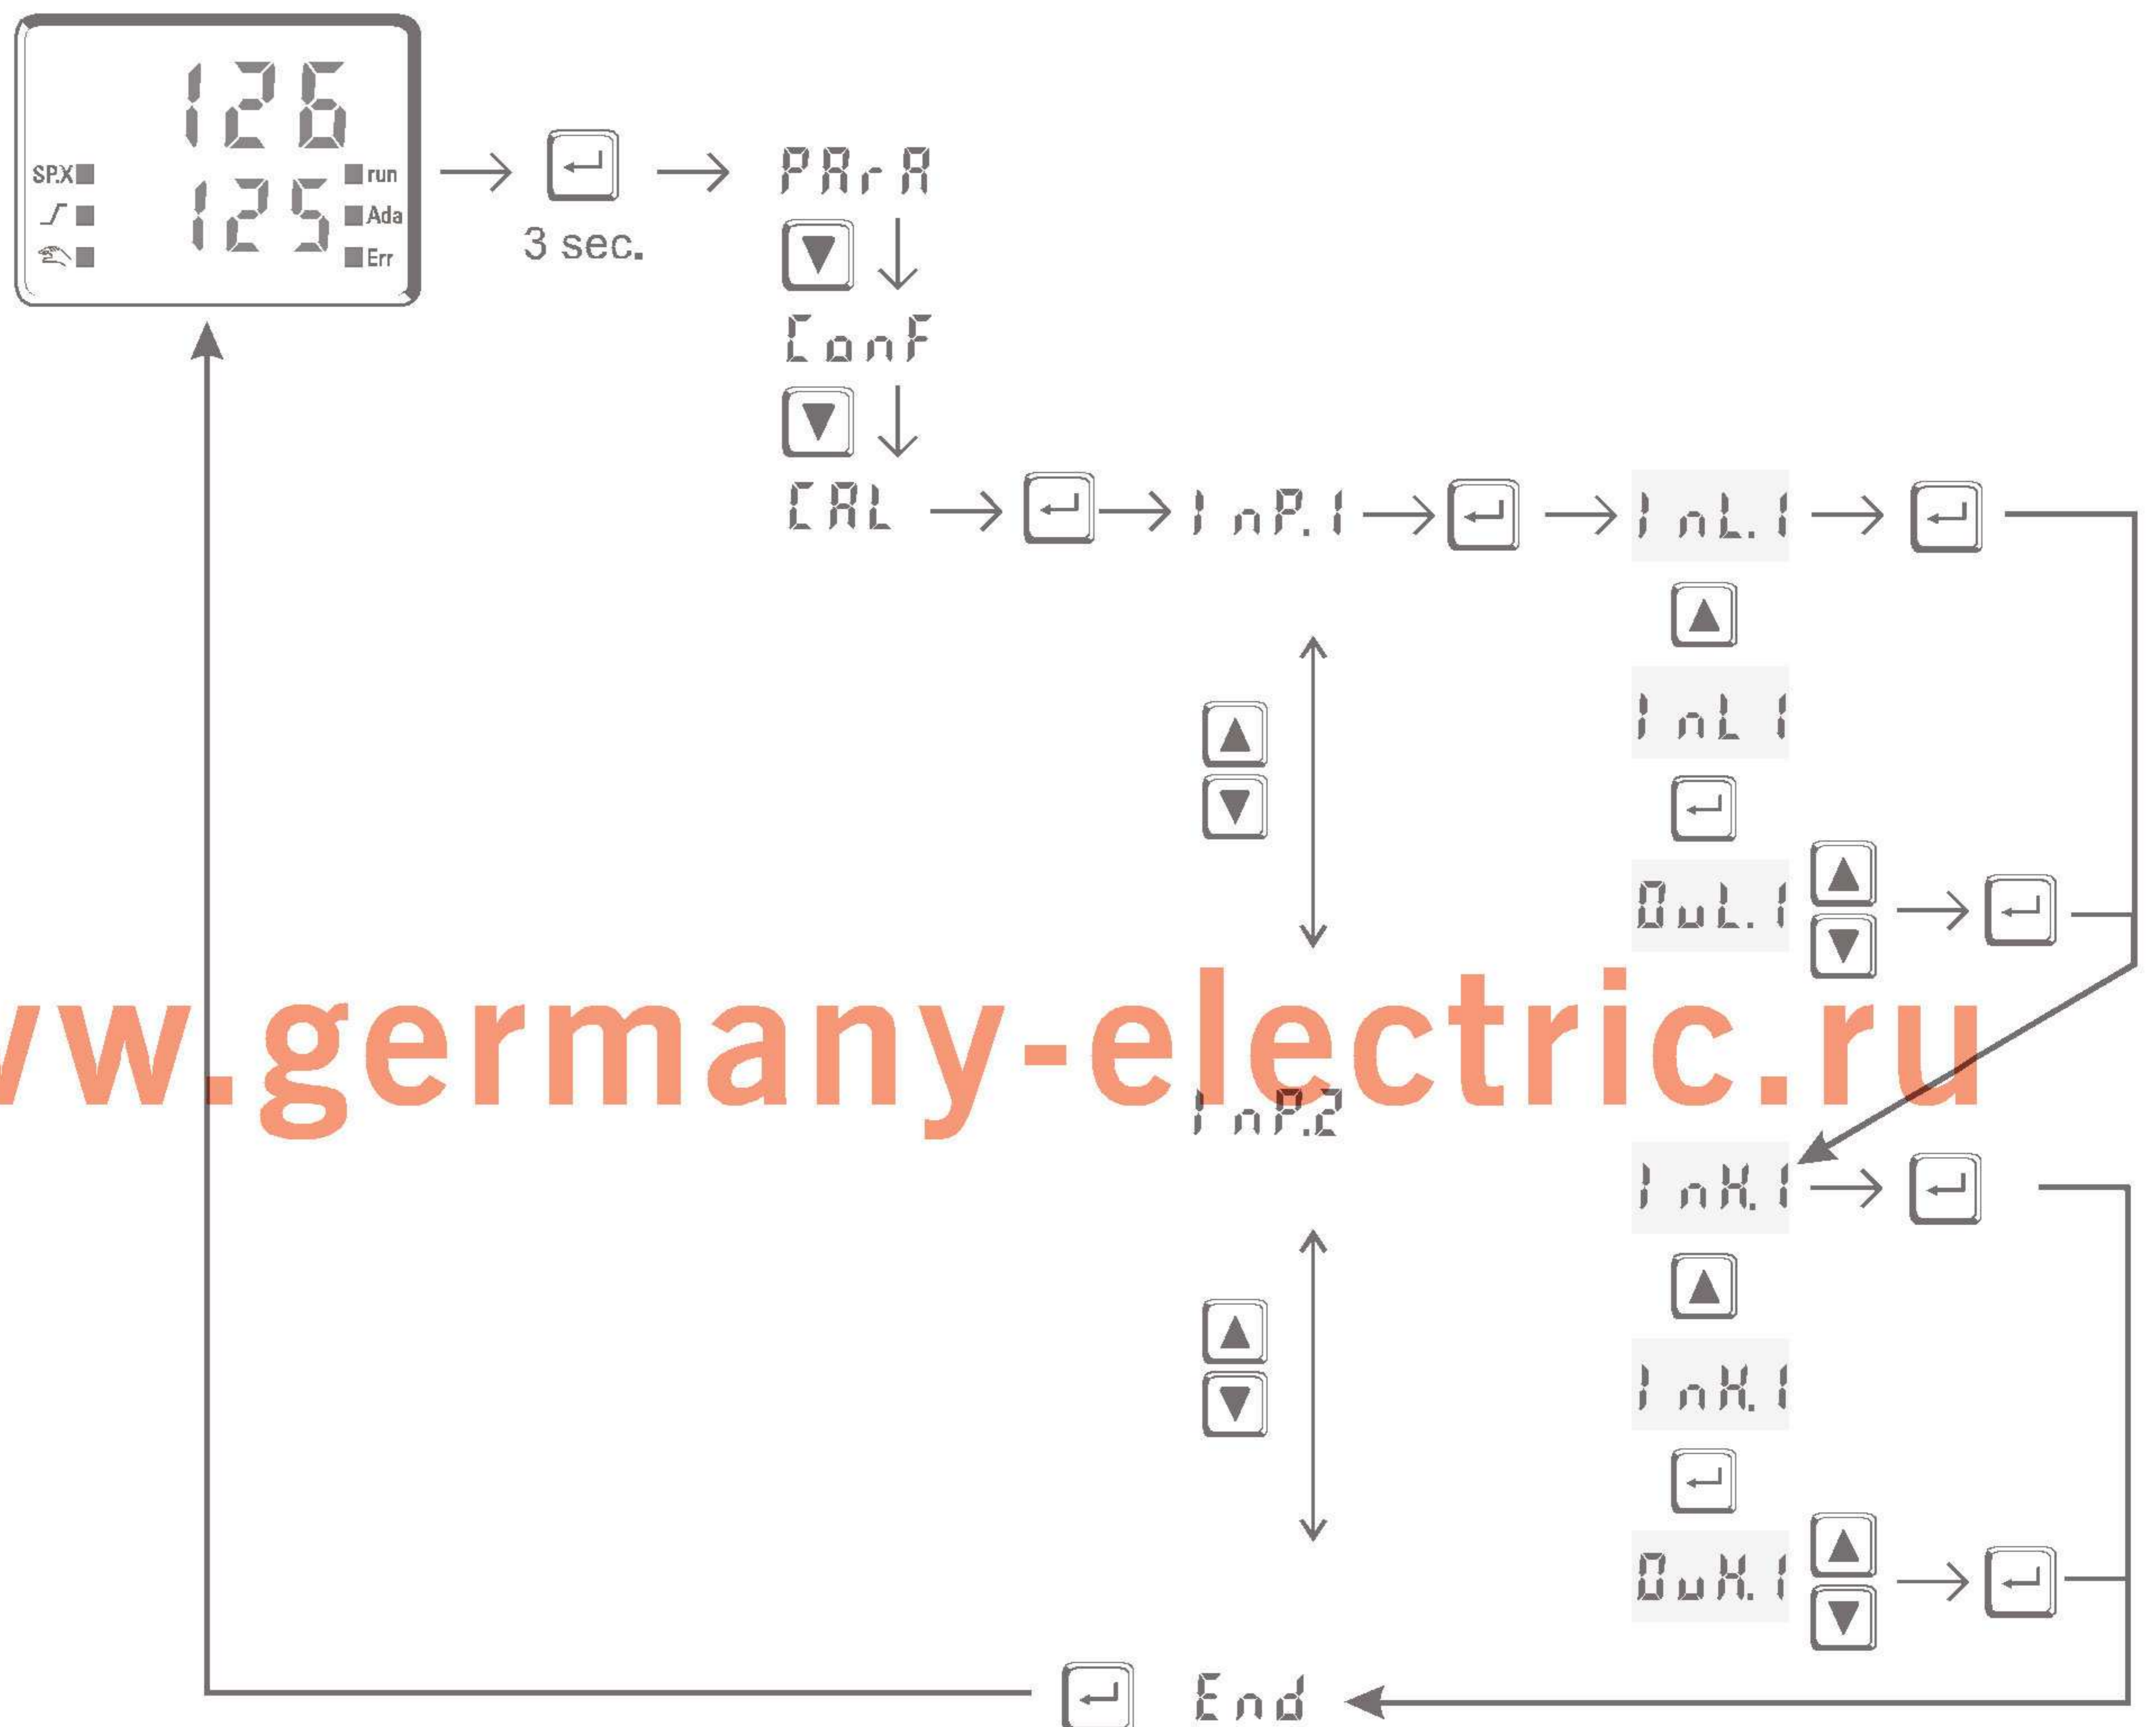 126
SP.X
run
125
Ada
Err
3 sec.
PArA
ConF
CAL
InP.1
InL.1
InL 1
OuL.1
www.germany-electric.ru
InP.2
InH.1
InH.1
OuH.1
End